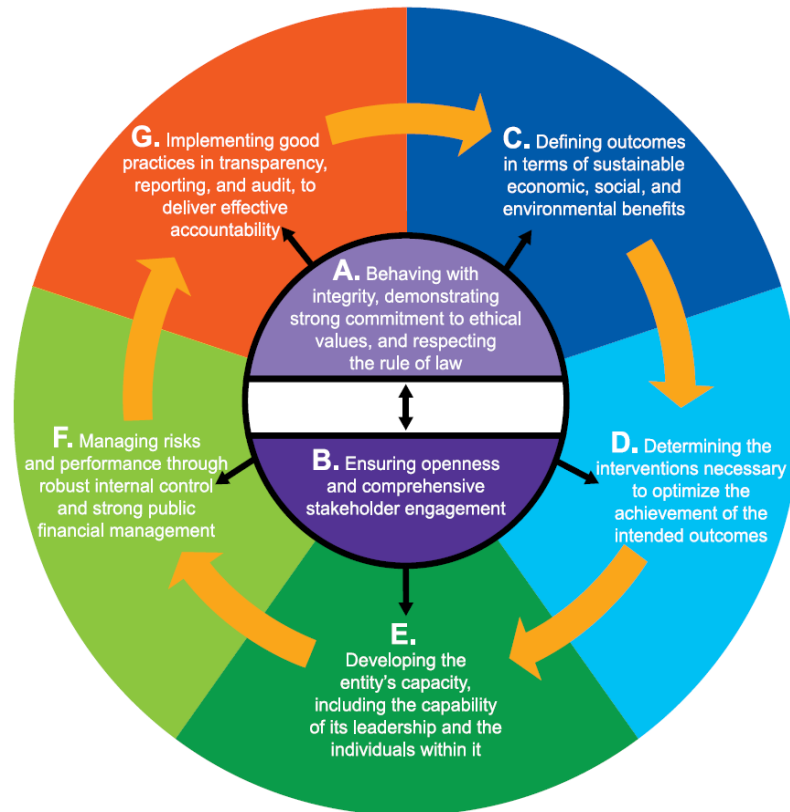 A. Behaving with
integrity, demonstrating
strong commitment to ethical
values, and respecting
the rule of law
B. Ensuring openness
and comprehensive
stakeholder engagement
C. Defining outcomes
in terms of sustainable
economic, social, and
environmental benefits
D. Determining the
interventions necessary
to optimize the
achievement of the
intended outcomes
E.
Developing the
entity's capacity,
including the capability
of its leadership and the
individuals within it
F. Managing risks
and performance through
robust internal control
and strong public
financial management
G. Implementing good
practices in transparency,
reporting, and audit, to
deliver effective
accountability